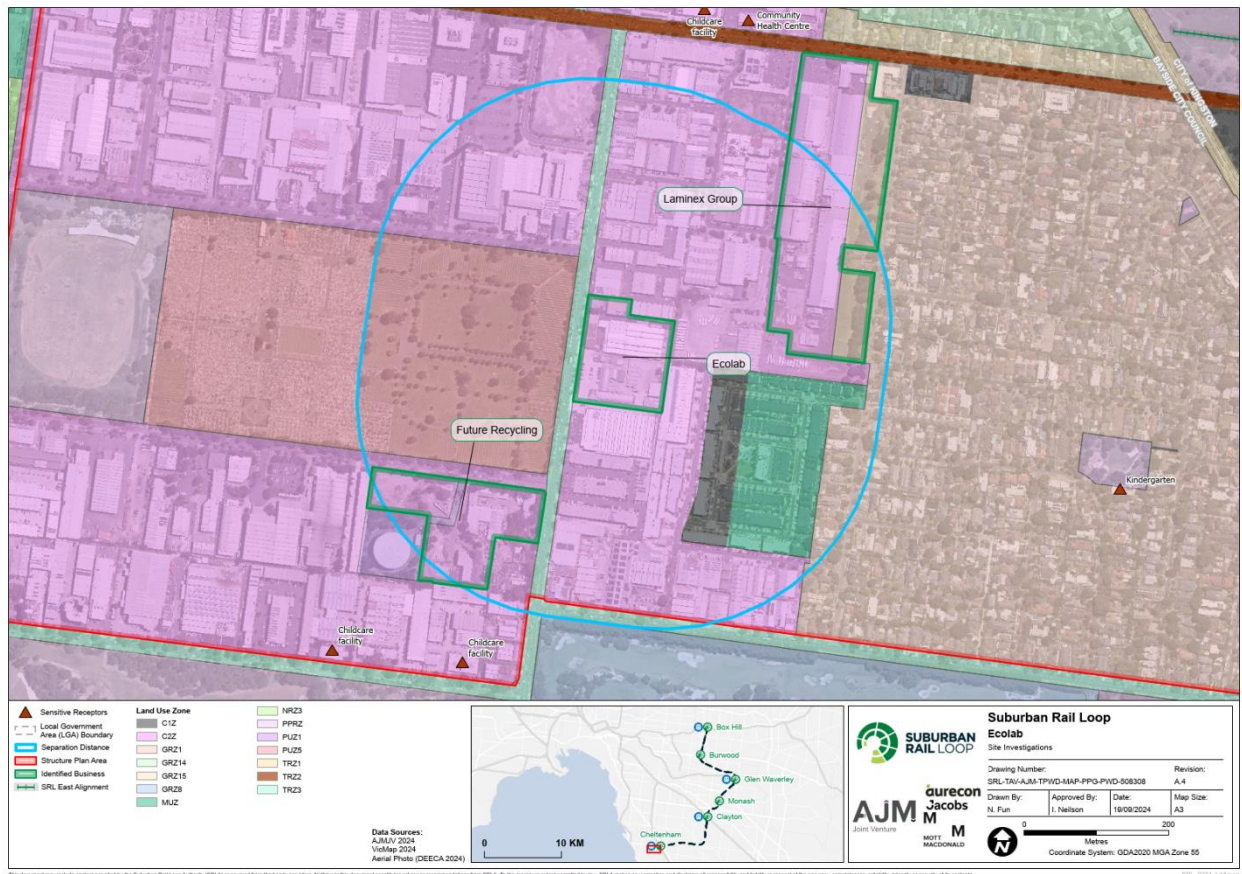 Childcare
facility
Community
Health Centre
CITY OF KINGSTON
BAYSIDE CITY COUNCIL
Laminex Group
Ecolab
Future Recycling
Kindergarten
Childcare
facility
Childcare
facility
Sensitive Receptors
Local Government
Area (LGA) Boundary
Separation Distance
Structure Plan Area
Identified Business
SRL East Alignment
Land Use Zone
C1Z
C2Z
GRZ1
GRZ14
GRZ15
GRZ8
MUZ
NRZ3
PPRZ
PUZ1
PUZ5
TRZ1
TRZ2
TRZ3
Data Sources:
AJMJV 2024
VicMap 2024
Aerial Photo (DEECA 2024)
Box Hill
Burwood
Glen Waverley
Monash
Clayton
Cheltenham
0 10 KM
SUBURBAN
RAIL LOOP
AJM
Joint Venture
aurecon
Jacobs
M
M
MOTT
MACDONALD
Suburban Rail Loop
Ecolab
Site Investigations
Drawing Number: Revision:
SRL-TAV-AJM-TPWD-MAP-PPG-PWD-508308 A.4
Drawn By: Approved By: Date: Map Size:
N. Fun I. Neilson 19/09/2024 A3
0 200
Metres
N
Coordinate System: GDA2020 MGA Zone 55